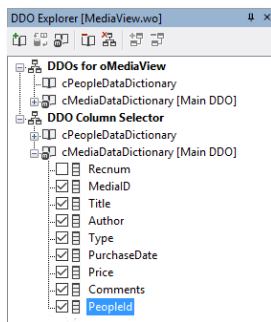 DDO Explorer [MediaView.wo]
DDOs for oMediaView
cPeopleDataDictionary
cMediaDataDictionary [Main DDO]
DDO Column Selector
cPeopleDataDictionary
cMediaDataDictionary [Main DDO]
Recnum
MediaID
Title
Author
Type
PurchaseDate
Price
Comments
PeopleId